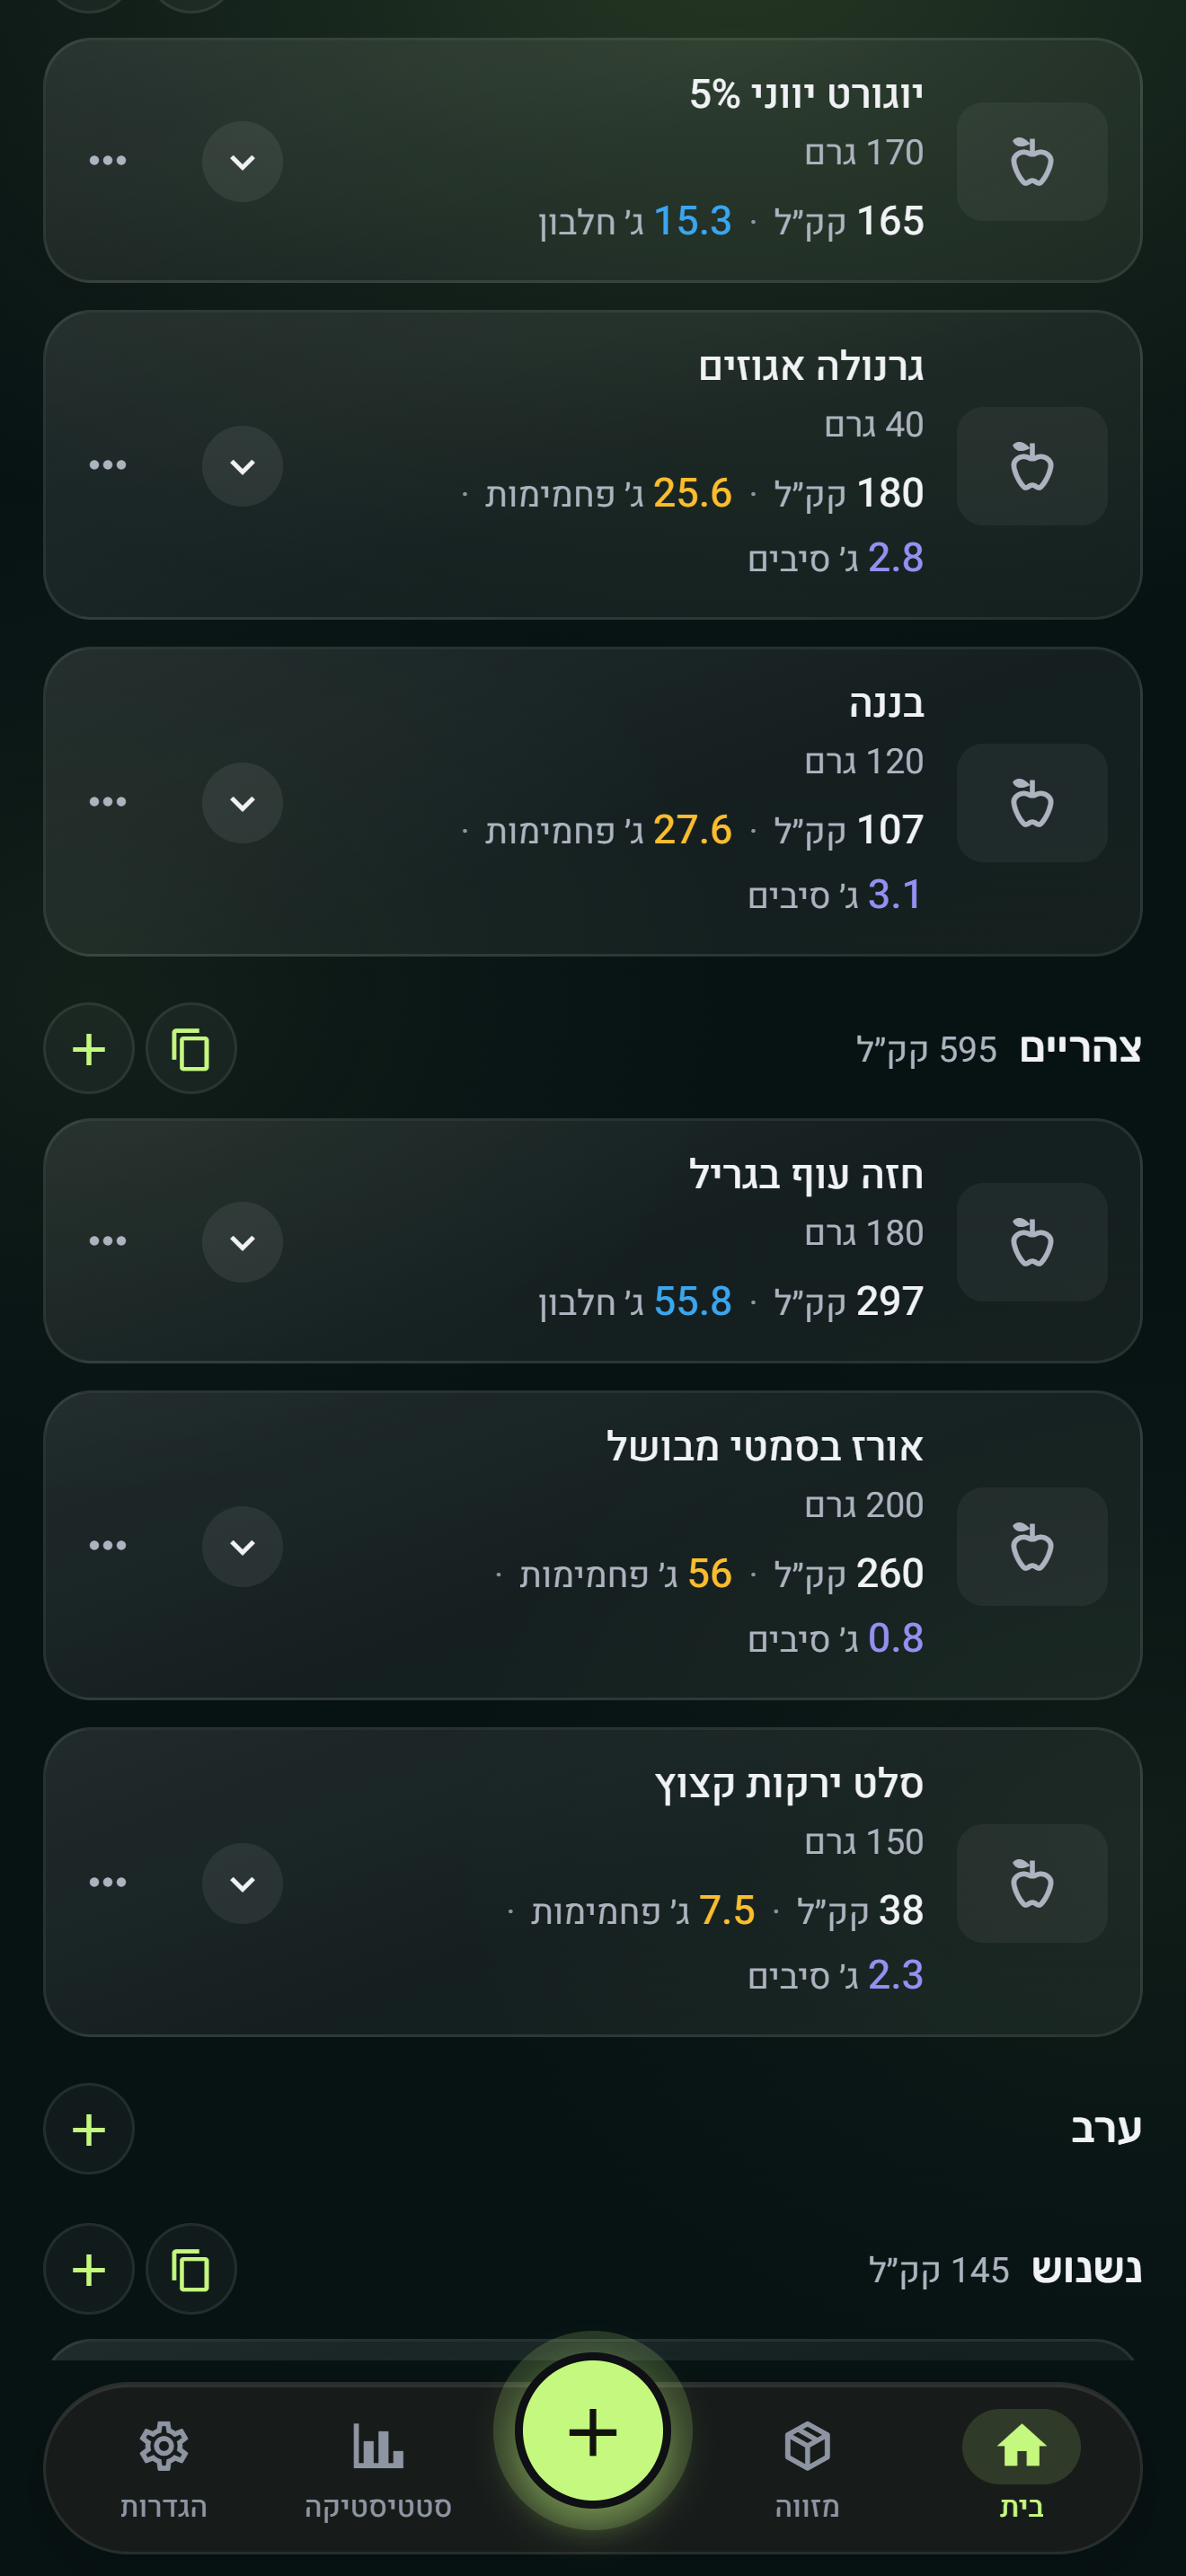 יוגורט יווני 5%
170 גרם
165 קק״ל · 15.3 ג׳ חלבון
גרנולה אגוזים
40 גרם
180 קק״ל · 25.6 ג׳ פחמימות ·
2.8 ג׳ סיבים
בננה
120 גרם
107 קק״ל · 27.6 ג׳ פחמימות ·
3.1 ג׳ סיבים
צהריים 595 קק״ל
חזה עוף בגריל
180 גרם
297 קק״ל · 55.8 ג׳ חלבון
אורז בסמטי מבושל
200 גרם
260 קק״ל · 56 ג׳ פחמימות ·
0.8 ג׳ סיבים
סלט ירקות קצוץ
150 גרם
38 קק״ל · 7.5 ג׳ פחמימות ·
2.3 ג׳ סיבים
ערב
נשנוש 145 קק״ל
בית מזווה סטטיסטיקה הגדרות